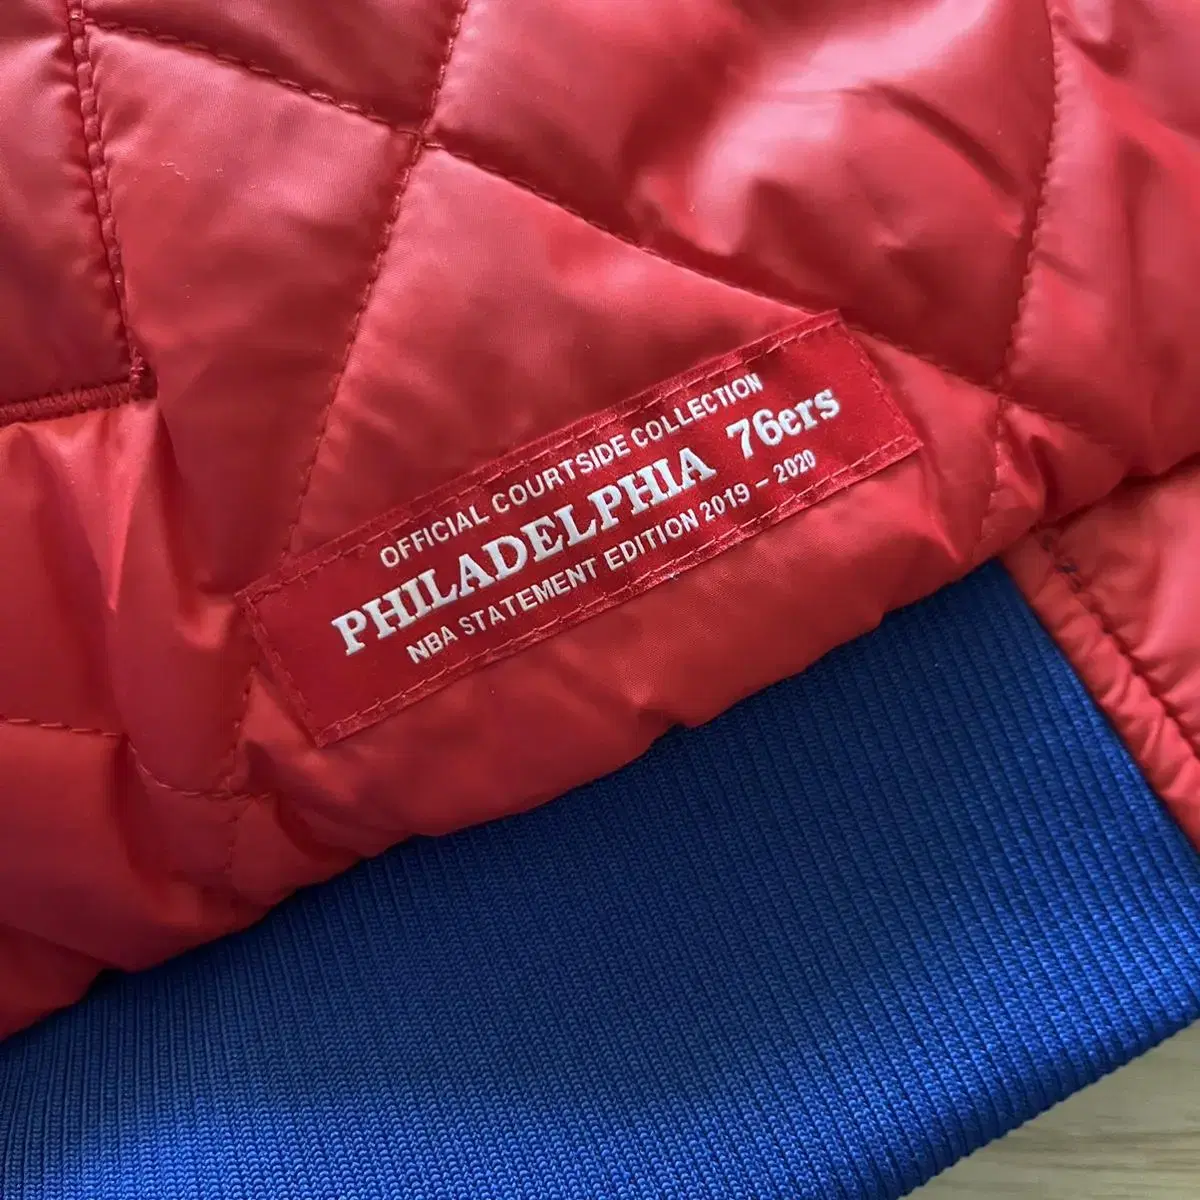 OFFICIAL COURTSIDE COLLECTION
PHILADELPHIA 76ers
NBA STATEMENT EDITION 2019 - 2020